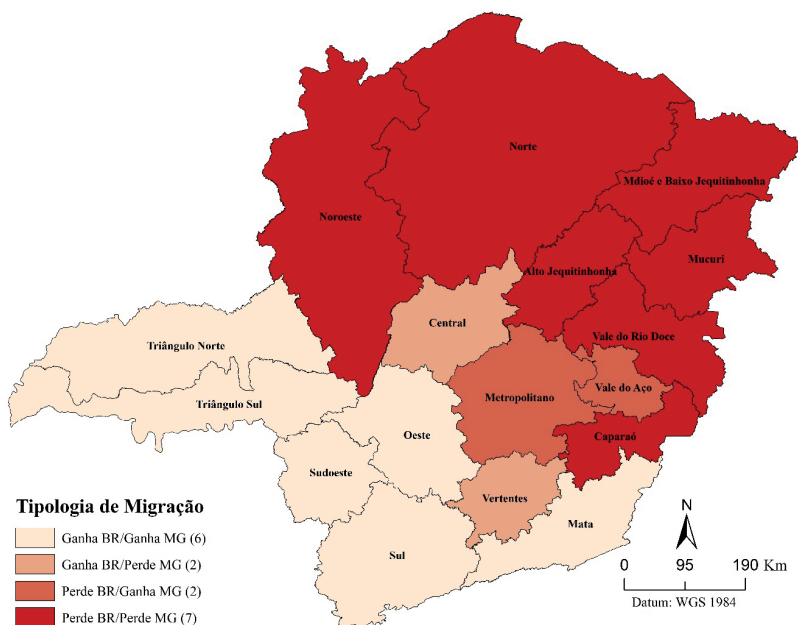 Norte
Mdioé e Baixo Jequitinhonha
Noroeste
Mucuri
Alto Jequitinhonha
Central
Vale do Rio Doce
Triângulo Norte
Vale do Aço
Metropolitano
Triângulo Sul
Oeste
Caparaó
Sudoeste
Vertentes
Mata
Sul
Tipologia de Migração
Ganha BR/Ganha MG (6)
Ganha BR/Perde MG (2)
Perde BR/Ganha MG (2)
Perde BR/Perde MG (7)
N
0 95 190 Km
Datum: WGS 1984